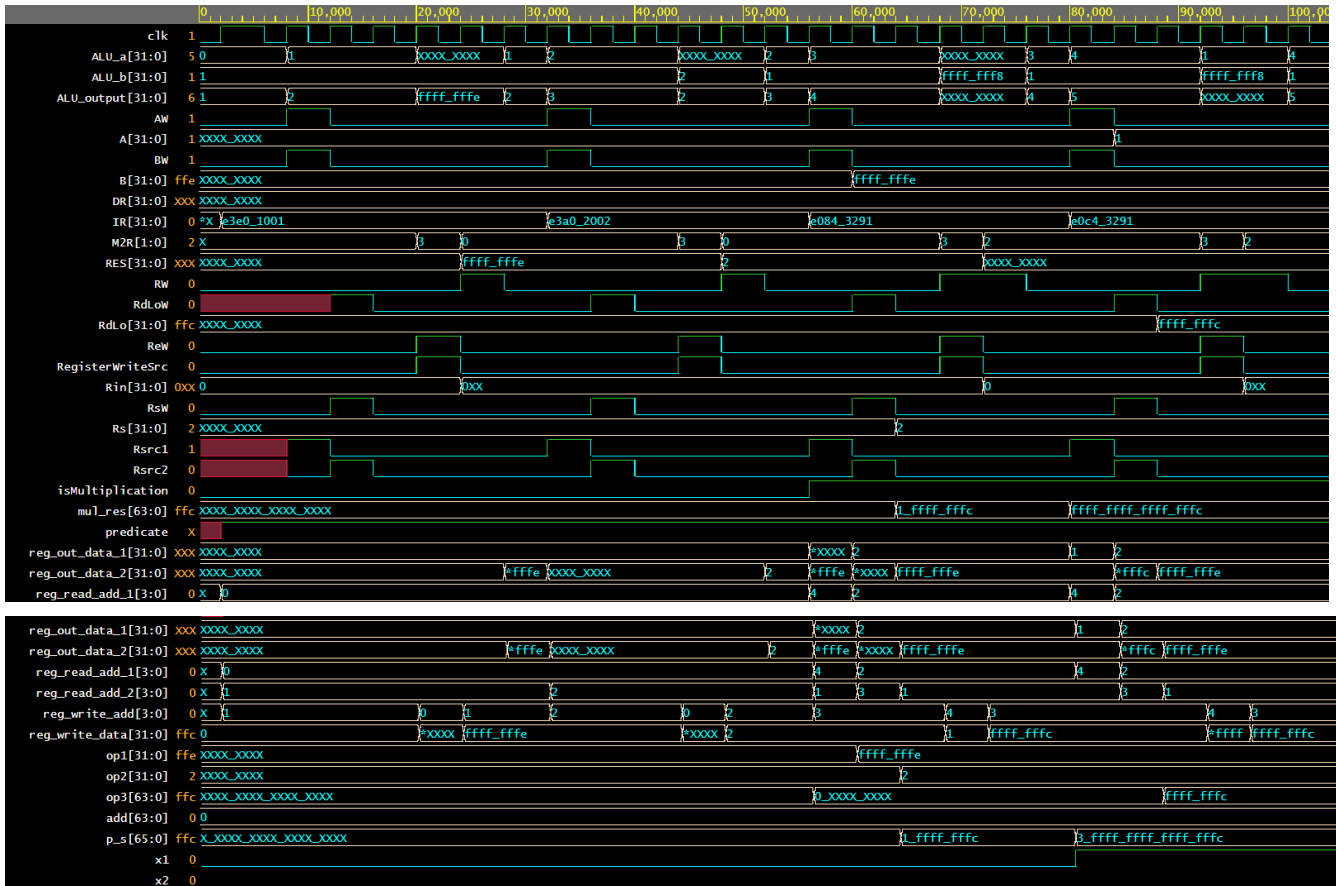 0 10,000 20,000 30,000 40,000 50,000 60,000 70,000 80,000 90,000 100,00
clk 1
ALU_a[31:0] 5 0 1 XXXX_XXXX 1 2 XXXX_XXXX 2 3 XXXX_XXXX 3 4 1 4
ALU_b[31:0] 1 1 2 1 ffff_fff8 1 ffff_fff8 1
ALU_output[31:0] 6 1 2 ffff_fffe 2 3 2 3 4 XXXX_XXXX 4 5 XXXX_XXXX 5
AW 1
A[31:0] 1 XXXX_XXXX 1
BW 1
B[31:0] ffe XXXX_XXXX ffff_fffe
DR[31:0] XXX XXXX_XXXX
IR[31:0] 0 *X e3e0_1001 e3a0_2002 e084_3291 e0c4_3291
M2R[1:0] 2 X 3 0 3 0 3 2 3 2
RES[31:0] XXX XXXX_XXXX ffff_fffe 2 XXXX_XXXX
RW 0
RdLoW 0
RdLo[31:0] ffc XXXX_XXXX ffff_fffc
ReW 0
RegisterWriteSrc 0
Rin[31:0] 0XX 0 0XX 0 0XX
RsW 0
Rs[31:0] 2 XXXX_XXXX 2
Rsrc1 1
Rsrc2 0
isMultiplication 0
mul_res[63:0] ffc XXXX_XXXX_XXXX_XXXX 1_ffff_fffc ffff_ffff_ffff_fffc
predicate X
reg_out_data_1[31:0] XXX XXXX_XXXX *XXXX 2 1 2
reg_out_data_2[31:0] XXX XXXX_XXXX *fffe XXXX_XXXX 2 *fffe *XXXX ffff_fffe *fffc ffff_fffe
reg_read_add_1[3:0] 0 X 0 4 2 4 2
reg_out_data_1[31:0] XXX XXXX_XXXX *XXXX 2 1 2
reg_out_data_2[31:0] XXX XXXX_XXXX *fffe XXXX_XXXX 2 *fffe *XXXX ffff_fffe *fffc ffff_fffe
reg_read_add_1[3:0] 0 X 0 4 2 4 2
reg_read_add_2[3:0] 0 X 1 2 1 3 1 3 1
reg_write_add[3:0] 0 X 1 0 1 2 0 2 3 4 3 4 3
reg_write_data[31:0] ffc 0 *XXXX ffff_fffe *XXXX 2 1 ffff_fffc *ffff ffff_fffc
op1[31:0] ffe XXXX_XXXX ffff_fffe
op2[31:0] 2 XXXX_XXXX 2
op3[63:0] ffc XXXX_XXXX_XXXX_XXXX 0_XXXX_XXXX ffff_fffc
add[63:0] 0 0
p_s[65:0] ffc X_XXXX_XXXX_XXXX_XXXX 1_ffff_fffc 3_ffff_ffff_ffff_fffc
x1 0
x2 0